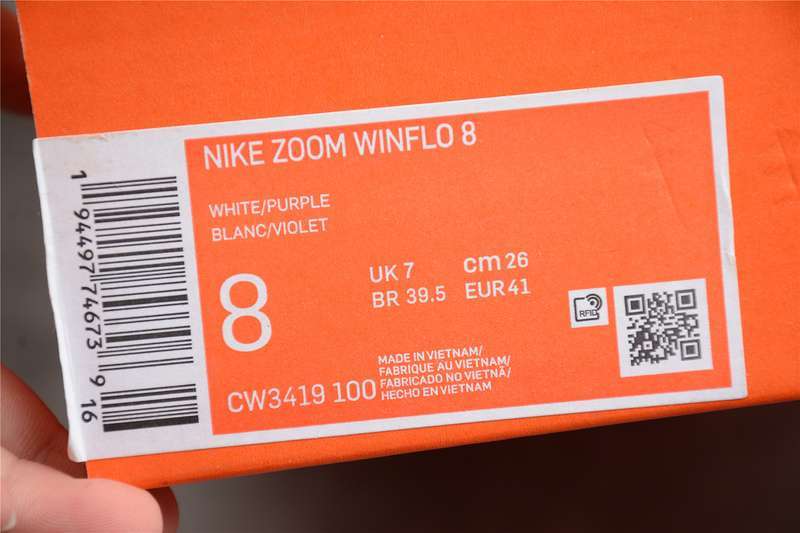 NIKE ZOOM WINFLO 8
WHITE/PURPLE
BLANC/VIOLET
8
UK 7 cm 26
BR 39.5 EUR 41
RFID
CW3419 100
MADE IN VIETNAM/
FABRIQUE AU VIETNAM/
FABRICADO NO VIETNÃ/
HECHO EN VIETNAM
1 94497 74673 9 16